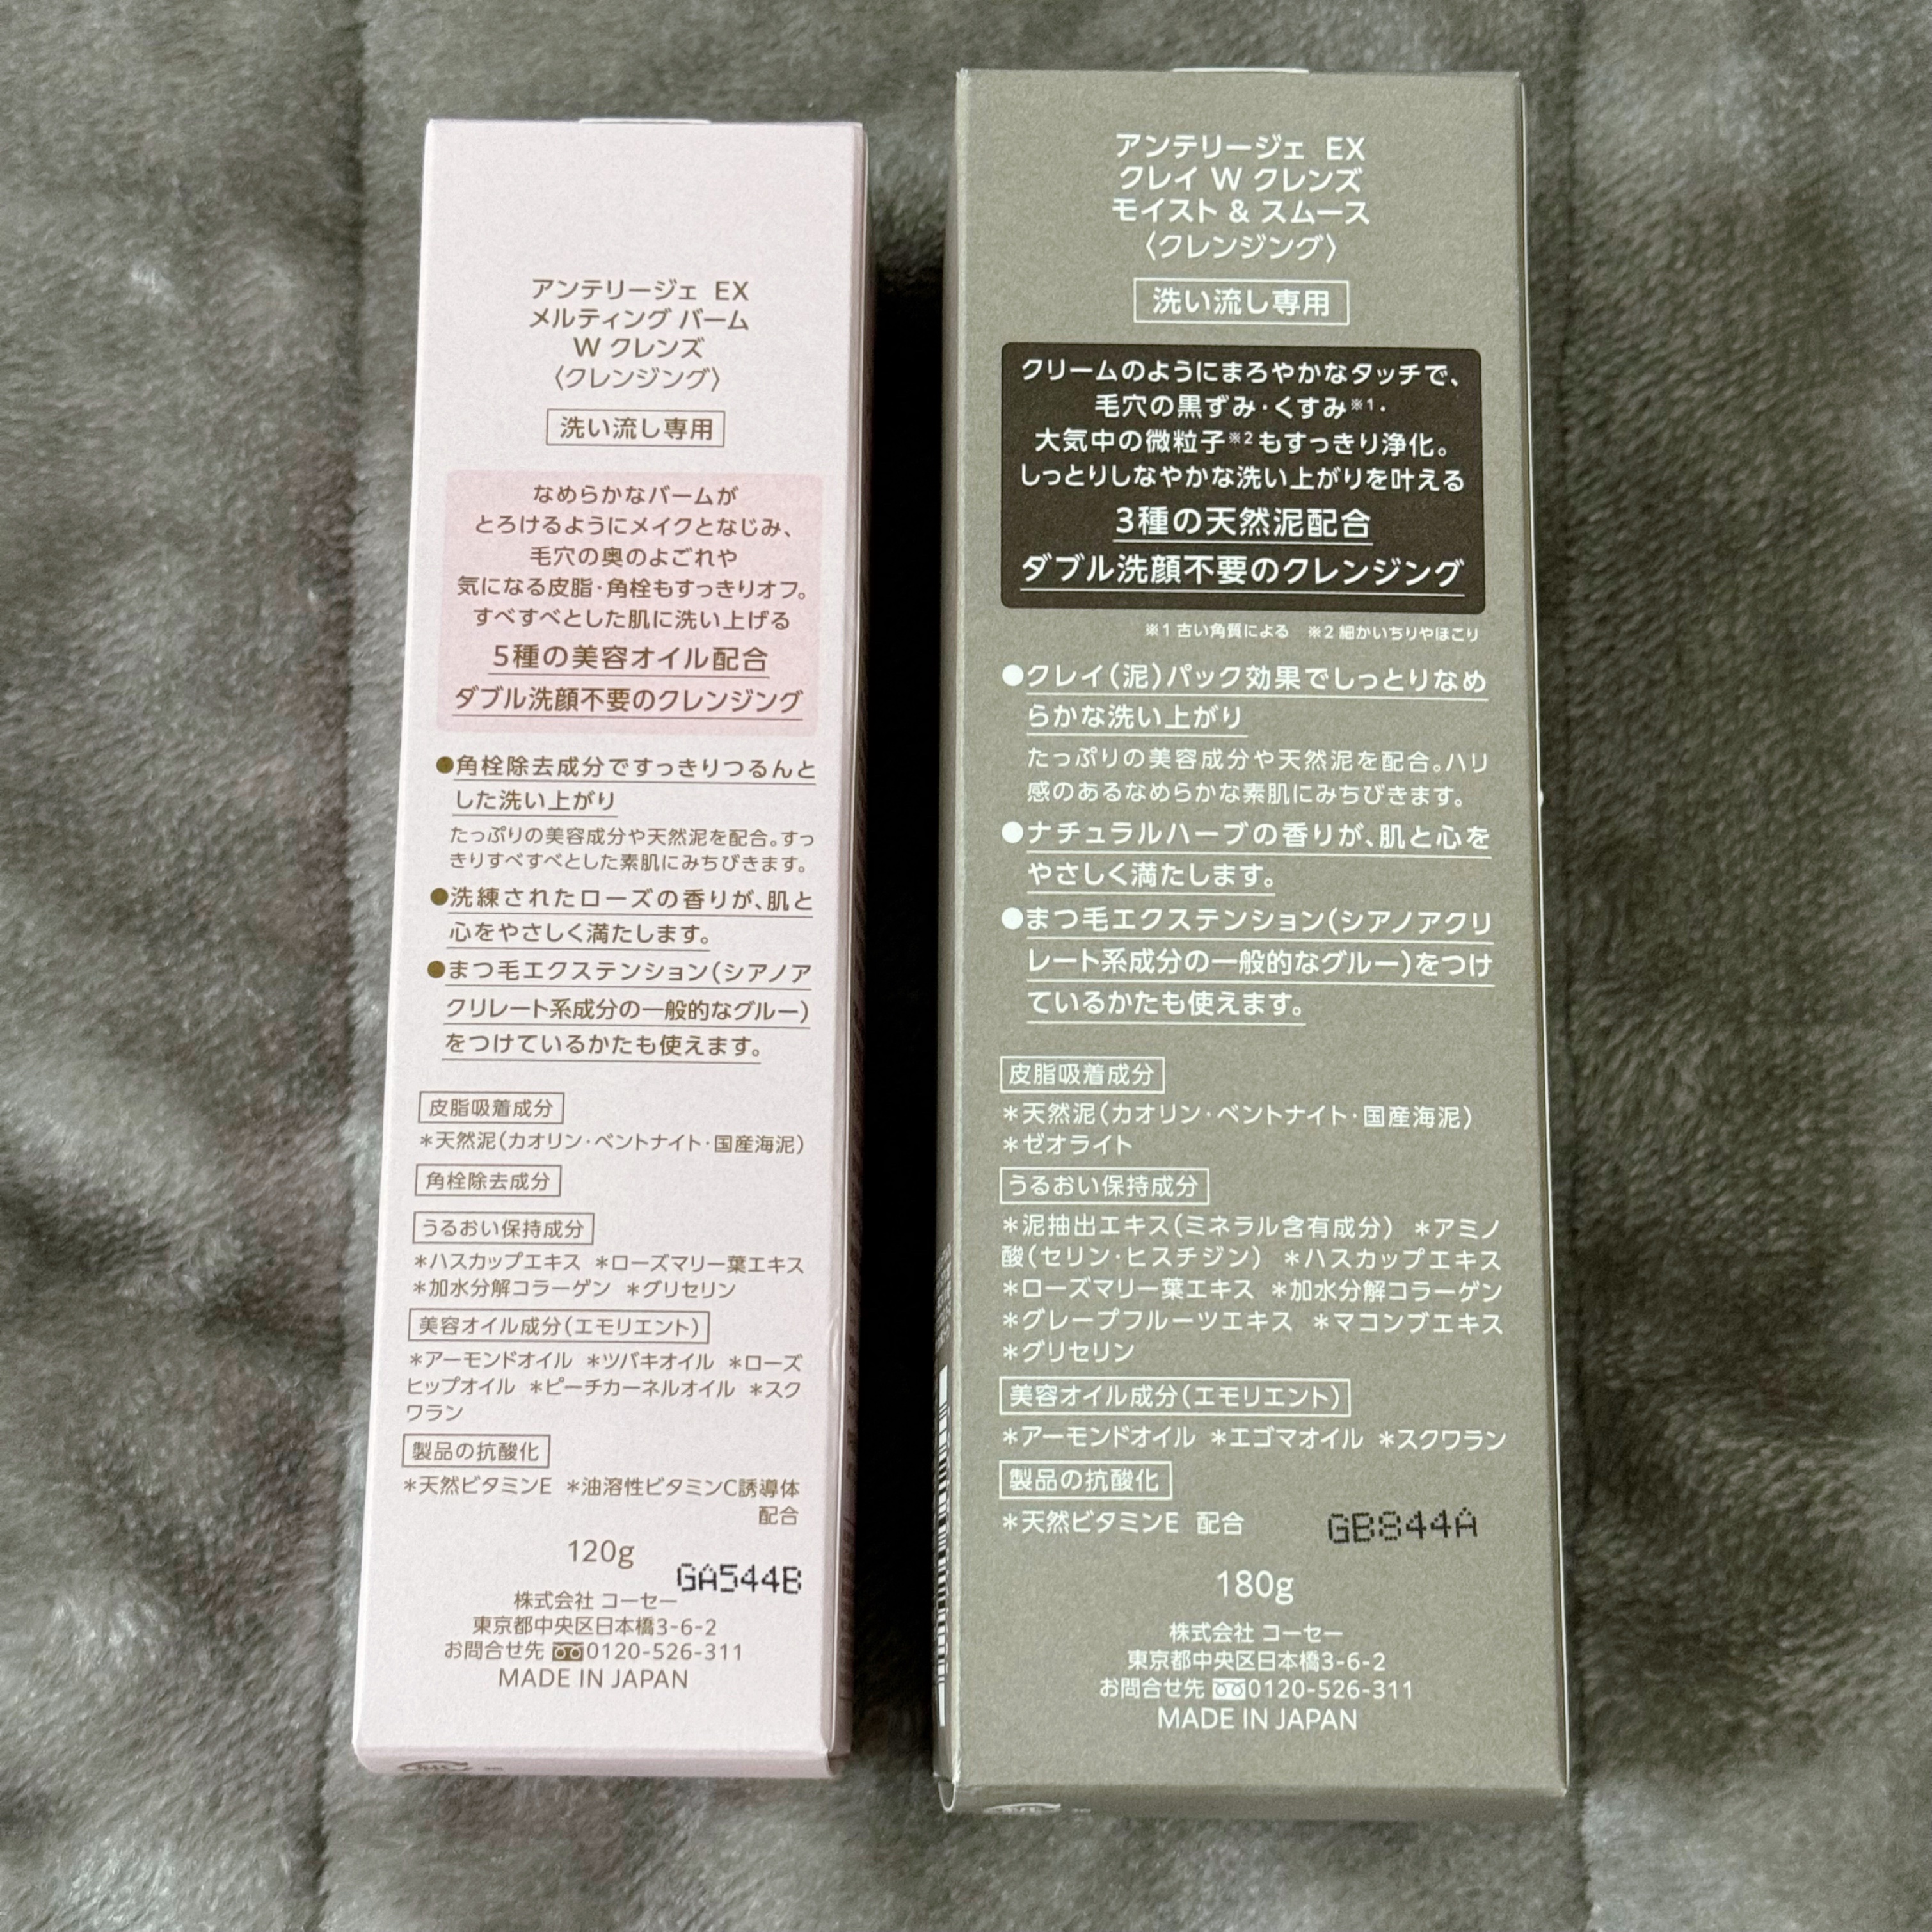 アンテリージェ EX
メルティング バーム
W クレンズ
〈クレンジング〉
洗い流し専用
なめらかなバームが
とろけるようにメイクとなじみ、
毛穴の奥のよごれや
気になる皮脂・角栓もすっきりオフ。
すべすべとした肌に洗い上げる
5種の美容オイル配合
ダブル洗顔不要のクレンジング
●角栓除去成分ですっきりつるんと
した洗い上がり
たっぷりの美容成分や天然泥を配合。すっ
きりすべすべとした素肌にみちびきます。
●洗練されたローズの香りが、肌と
心をやさしく満たします。
●まつ毛エクステンション(シアノア
クリレート系成分の一般的なグルー)
をつけているかたも使えます。
皮脂吸着成分
*天然泥(カオリン・ベントナイト・国産海泥)
角栓除去成分
うるおい保持成分
*ハスカップエキス *ローズマリー葉エキス
*加水分解コラーゲン *グリセリン
美容オイル成分(エモリエント)
*アーモンドオイル *ツバキオイル *ローズ
ヒップオイル *ピーチカーネルオイル *スク
ワラン
製品の抗酸化
*天然ビタミンE *油溶性ビタミンC誘導体
配合
120g
GA544B
株式会社 コーセー
東京都中央区日本橋3-6-2
お問合せ先 0120-526-311
MADE IN JAPAN
アンテリージェ EX
クレイ W クレンズ
モイスト & スムース
〈クレンジング〉
洗い流し専用
クリームのようにまろやかなタッチで、
毛穴の黒ずみ・くすみ※1・
大気中の微粒子※2もすっきり浄化。
しっとりしなやかな洗い上がりを叶える
3種の天然泥配合
ダブル洗顔不要のクレンジング
※1 古い角質による ※2 細かいちりやほこり
●クレイ(泥)パック効果でしっとりなめ
らかな洗い上がり
たっぷりの美容成分や天然泥を配合。ハリ
感のあるなめらかな素肌にみちびきます。
●ナチュラルハーブの香りが、肌と心を
やさしく満たします。
●まつ毛エクステンション(シアノアクリ
レート系成分の一般的なグルー)をつけ
ているかたも使えます。
皮脂吸着成分
*天然泥(カオリン・ベントナイト・国産海泥)
*ゼオライト
うるおい保持成分
*泥抽出エキス(ミネラル含有成分) *アミノ
酸(セリン・ヒスチジン) *ハスカップエキス
*ローズマリー葉エキス *加水分解コラーゲン
*グレープフルーツエキス *マコンブエキス
*グリセリン
美容オイル成分(エモリエント)
*アーモンドオイル *エゴマオイル *スクワラン
製品の抗酸化
*天然ビタミンE 配合
GB844A
180g
株式会社 コーセー
東京都中央区日本橋3-6-2
お問合せ先 0120-526-311
MADE IN JAPAN